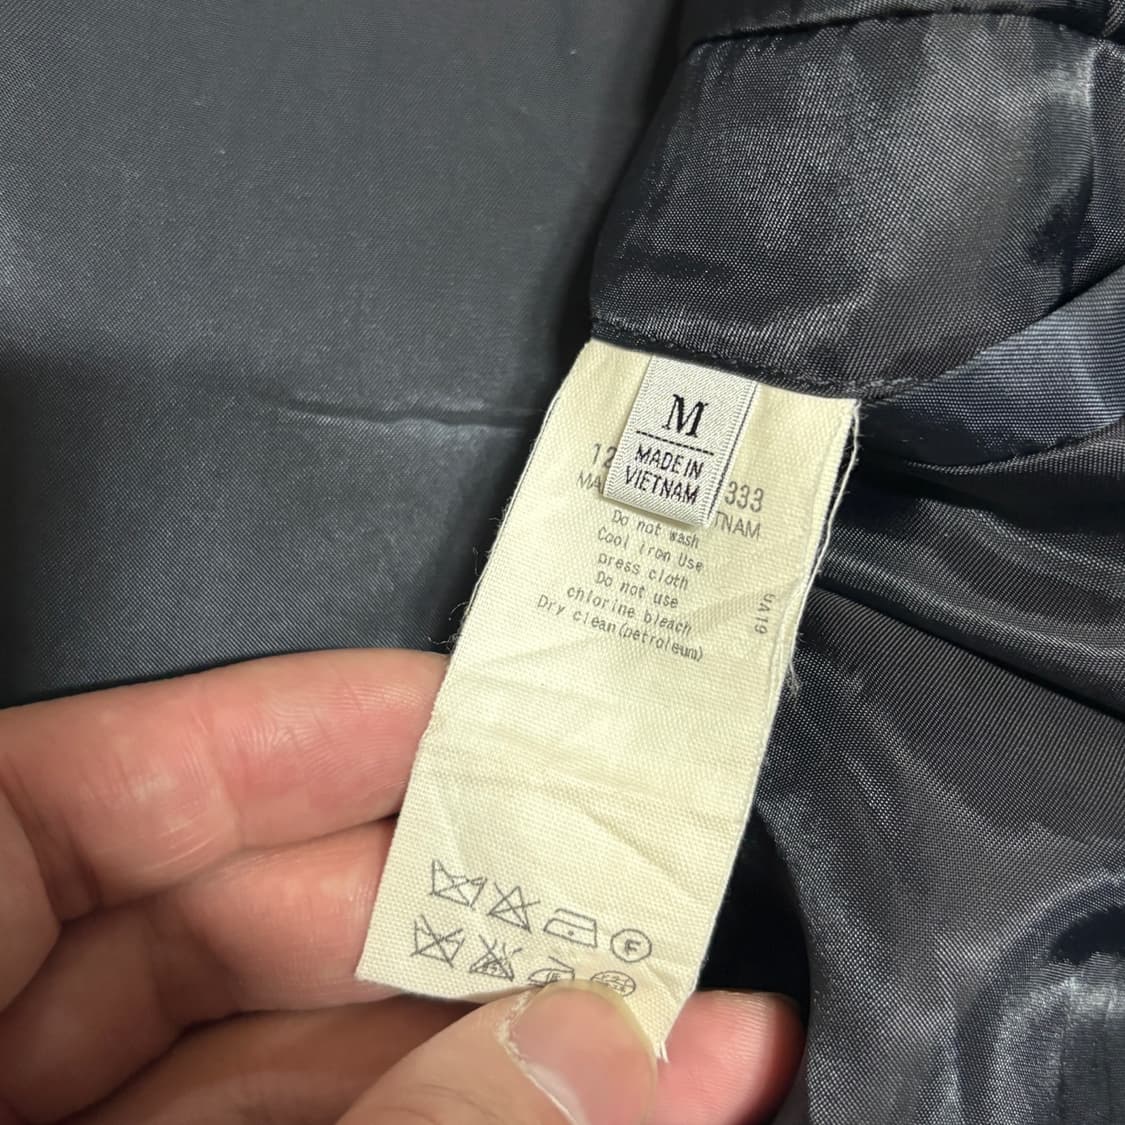 M
MADE IN
VIETNAM
12
333
MA
TNAM
Do not wash
Cool iron Use
press cloth
Do not use
chlorine bleach
Dry clean(petroleum)
UA19
F